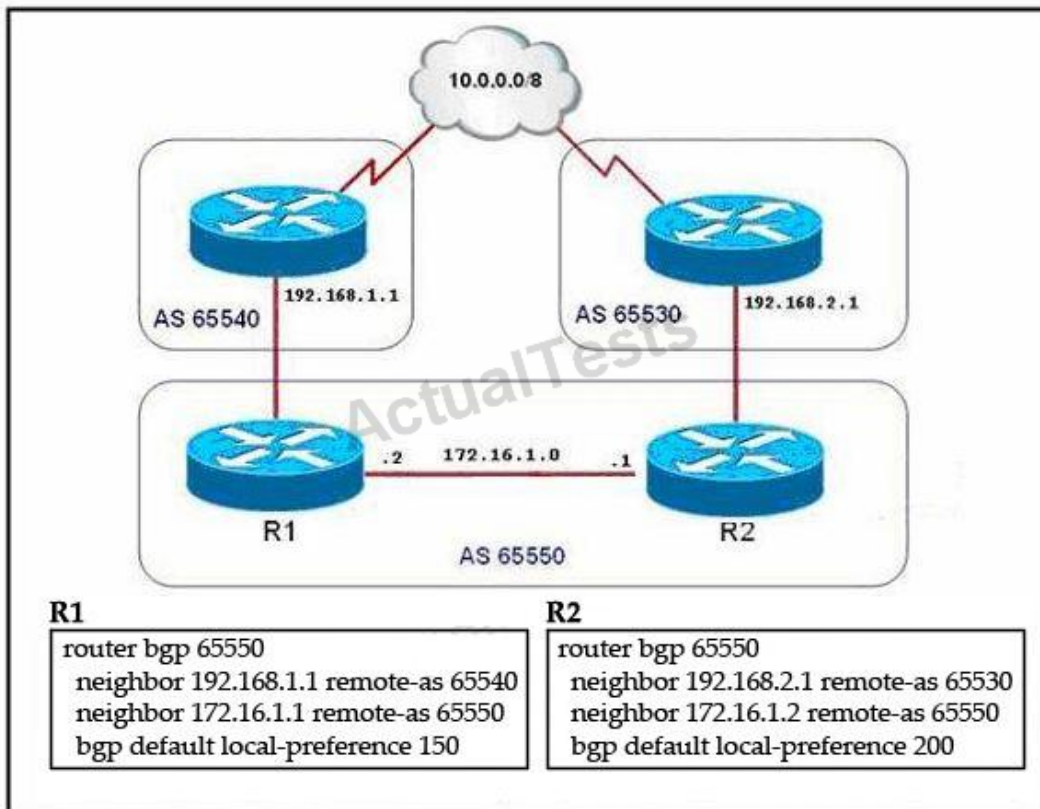 10.0.0.0/8
192.168.1.1
AS 65540
192.168.2.1
AS 65530
ActualTests
.2 172.16.1.0 .1
R1
R2
AS 65550
R1
router bgp 65550
neighbor 192.168.1.1 remote-as 65540
neighbor 172.16.1.1 remote-as 65550
bgp default local-preference 150
R2
router bgp 65550
neighbor 192.168.2.1 remote-as 65530
neighbor 172.16.1.2 remote-as 65550
bgp default local-preference 200